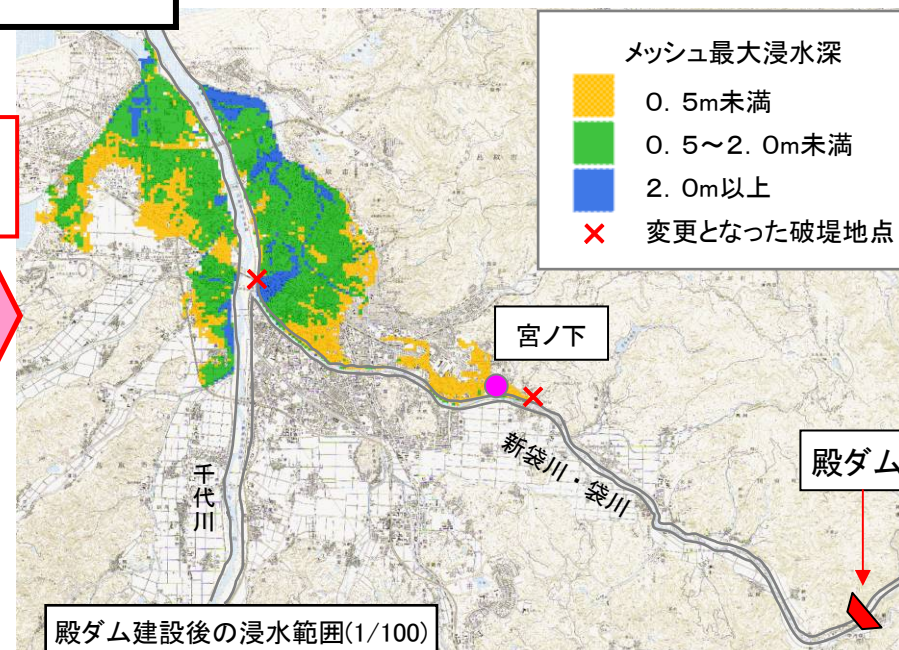 メッシュ最大浸水深
０．５m未満
０．５～２．０m未満
２．０m以上
変更となった破堤地点
宮ノ下
新袋川・袋川
殿ダム
千代川
殿ダム建設後の浸水範囲(1/100)